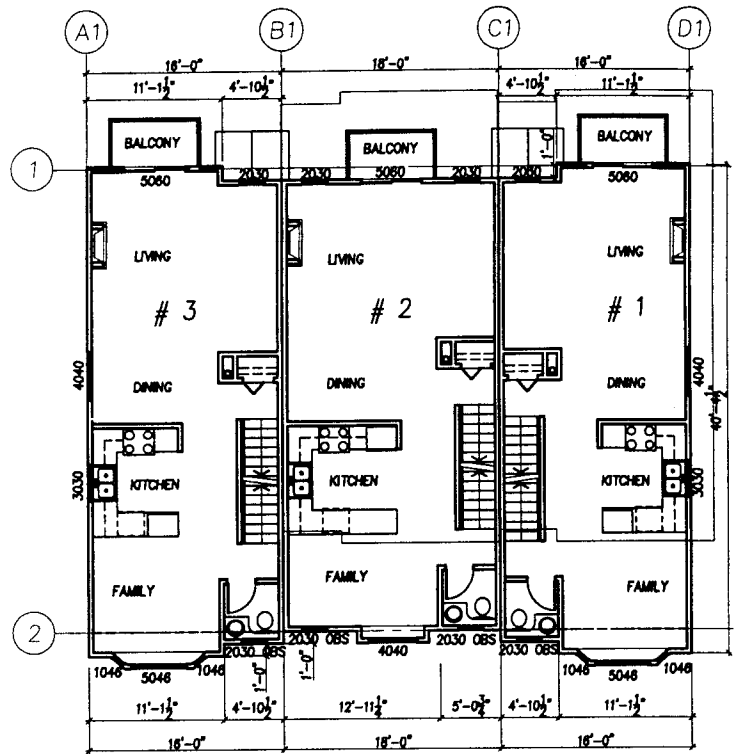 A1 B1 C1 D1
16'-0" 18'-0" 16'-0"
11'-1½" 4'-10½" 4'-10½" 11'-1½"
BALCONY BALCONY BALCONY
1'-0"
1
5060 2030 2030 5060 2030 2060 5060
LIVING LIVING LIVING
# 3 # 2 # 1
4040 DINING DINING DINING 4040
40'-4½"
3030 KITCHEN KITCHEN KITCHEN 3030
FAMILY FAMILY FAMILY
2
2030 OBS 2030 OBS 4040 2030 2030 OBS
1046 5046 1046 1'-0" 1'-0" 1046 5046 1046
11'-1½" 4'-10½" 12'-11¼" 5'-0¾" 4'-10½" 11'-1½"
16'-0" 18'-0" 16'-0"